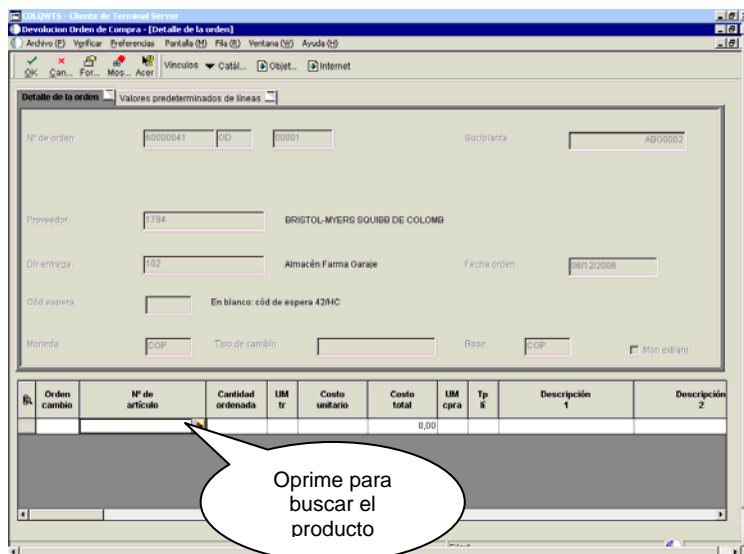 COLQWTS - Cliente de Terminal Server
Devolucion Orden de Compra - [Detalle de la orden]
Archivo (F) Verificar Preferencias Pantalla (M) Fila (R) Ventana (W) Ayuda (H)
OK Can... For... Mos... Acer Vínculos Catál... Objet... Internet
Detalle de la orden Valores predeterminados de líneas
Nº de orden 60000041 OD 00001 Suc/planta ABO0002
Proveedor 1784 BRISTOL-MYERS SQUIBB DE COLOMB
Dir entrega 102 Almacén Farma Garaje Fecha orden 06/12/2006
Cód espera En blanco: cód de espera 42/HC
Moneda COP Tipo de cambio Base COP Mon extranj
Orden cambio Nº de artículo Cantidad ordenada UM tr Costo unitario Costo total UM cpra Tp lí Descripción 1 Descripción 2
0,00
Oprime para
buscar el
producto